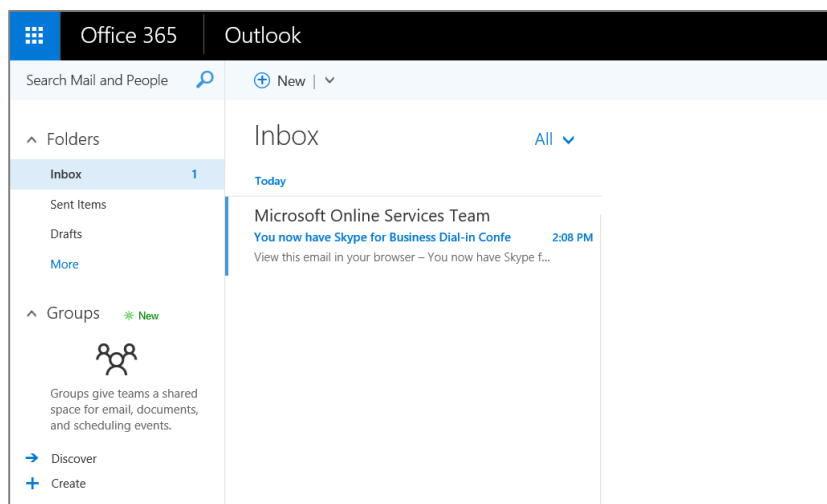 Office 365
Outlook
Search Mail and People
New
Folders
Inbox 1
Sent Items
Drafts
More
Groups
New
Groups give teams a shared
space for email, documents,
and scheduling events.
Discover
Create
Inbox
All
Today
Microsoft Online Services Team
You now have Skype for Business Dial-in Confe 2:08 PM
View this email in your browser – You now have Skype f...